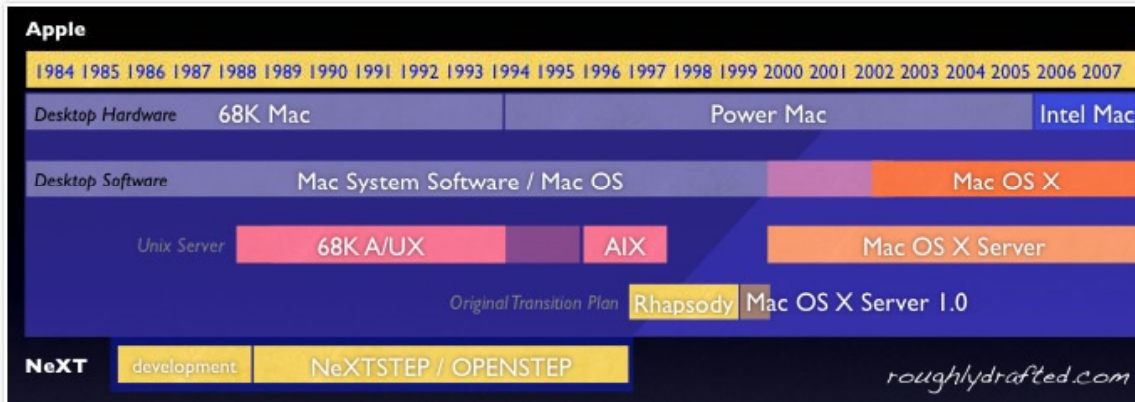 Apple
1984 1985 1986 1987 1988 1989 1990 1991 1992 1993 1994 1995 1996 1997 1998 1999 2000 2001 2002 2003 2004 2005 2006 2007
Desktop Hardware 68K Mac Power Mac Intel Mac
Desktop Software Mac System Software / Mac OS Mac OS X
Unix Server 68K A/UX AIX Mac OS X Server
Original Transition Plan Rhapsody Mac OS X Server 1.0
NeXT development NeXTSTEP / OPENSTEP
roughlydrafted.com